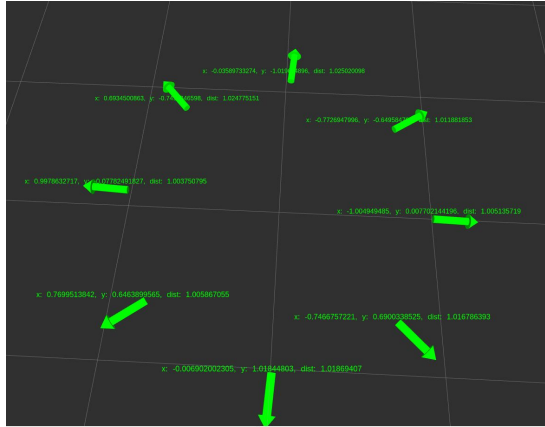 x: -0.03589733274, y: dist: 1.025020098
x: 0.6934500863, y: dist: 1.024775151
x: -0.7726947996, y: dist: 1.011881853
x: 0.9978632717, dist: 1.003750795
x: -1.004949485, y: 0.007702144196, dist: 1.005135719
x: 0.7699513842, y: 0.6463899565, dist: 1.005867055
x: -0.7466757221, y: 0.6900338525, dist: 1.016786393
x: -0.006902002305, y: 1.01844803, dist: 1.01869407